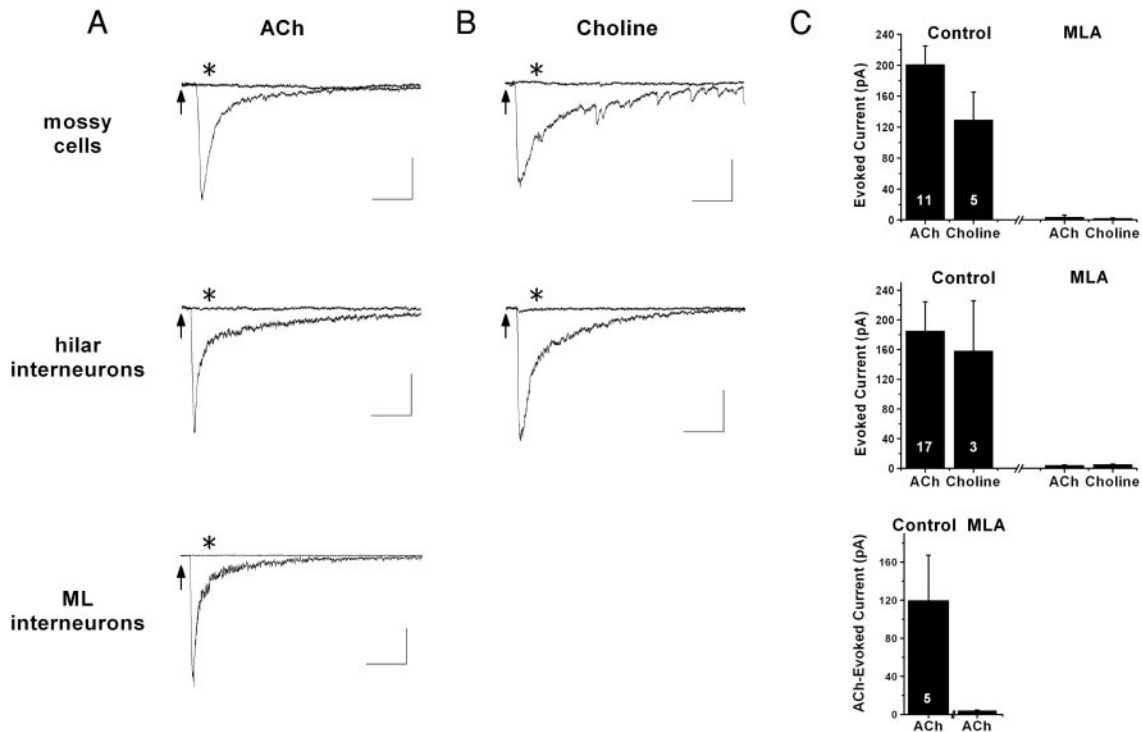 A
ACh
B
Choline
C
mossy
cells
*
*
Control
MLA
Evoked Current (pA)
240
200
160
120
80
40
0
11
5
ACh
Choline
ACh
Choline
hilar
interneurons
*
*
Control
MLA
Evoked Current (pA)
240
200
160
120
80
40
0
17
3
ACh
Choline
ACh
Choline
ML
interneurons
*
Control
MLA
ACh-Evoked Current (pA)
160
120
80
40
0
5
ACh
ACh